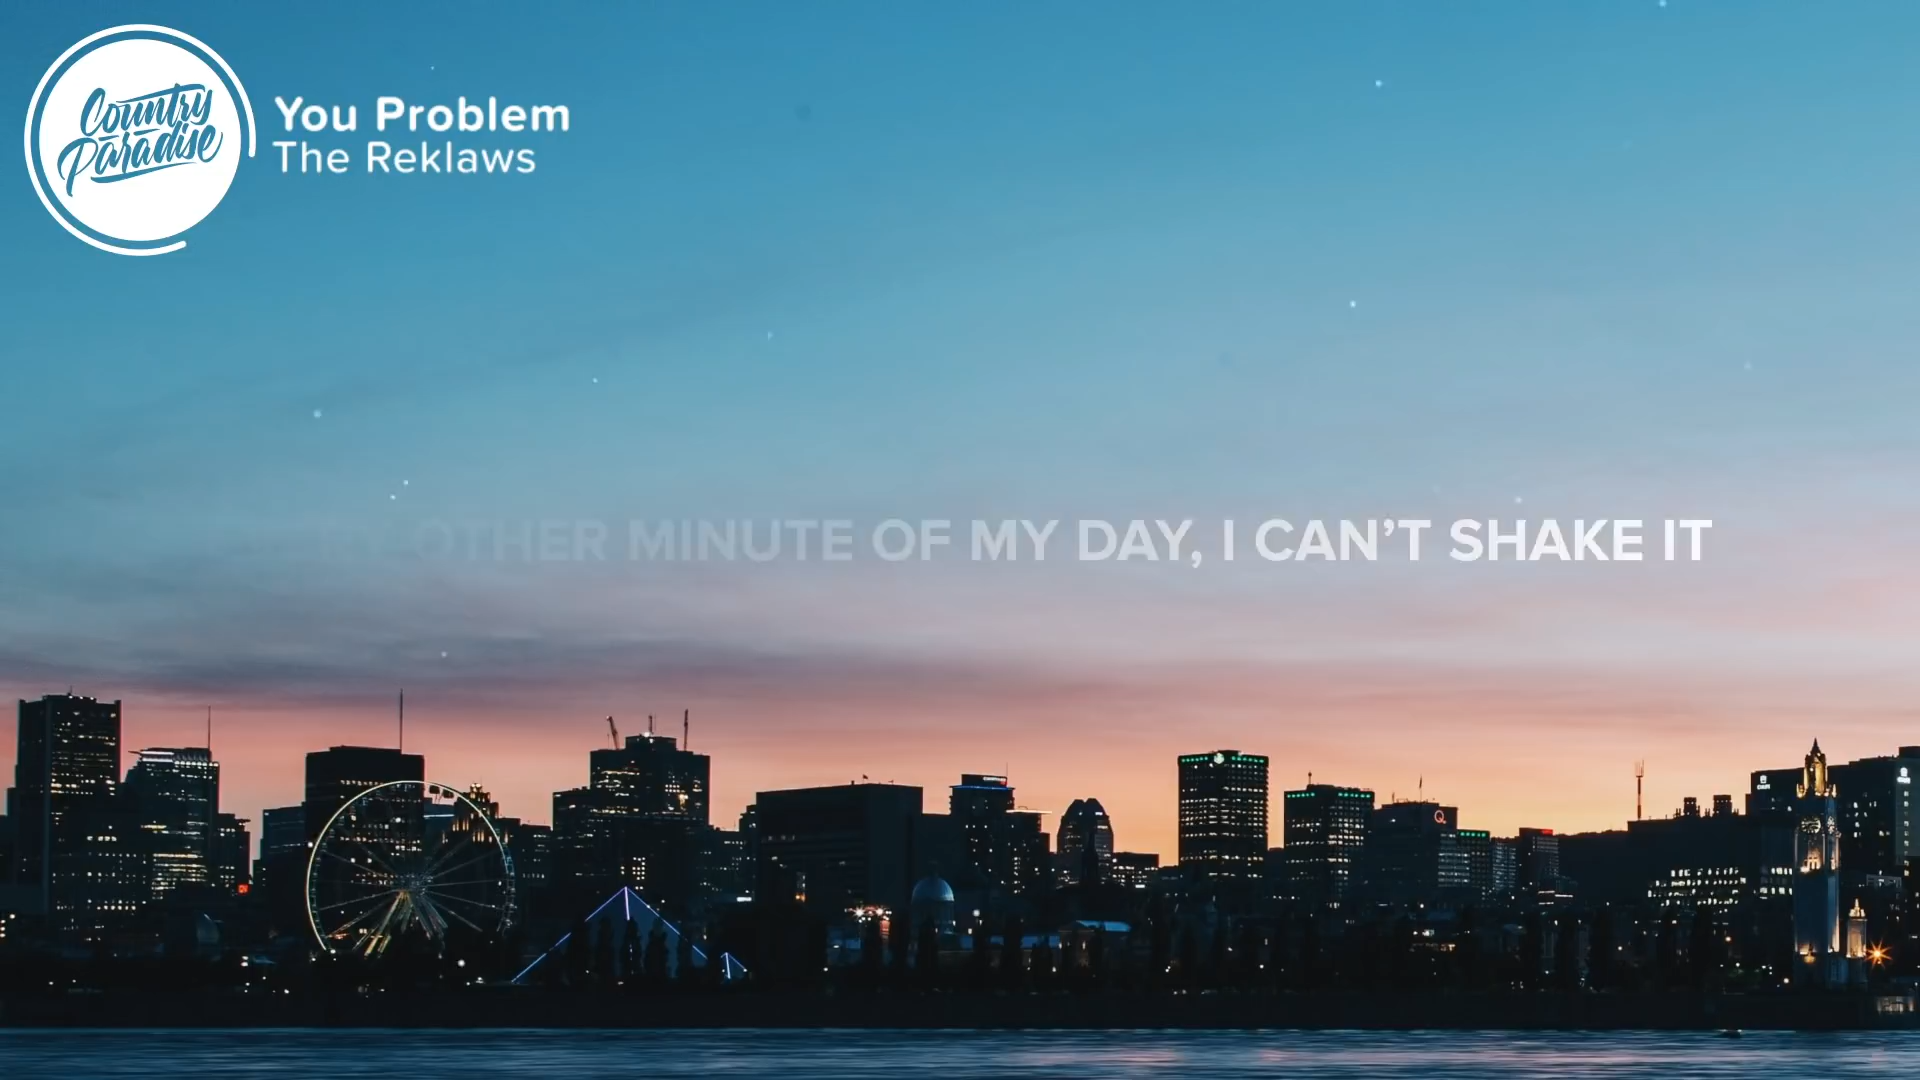 Country
Paradise
You Problem
The Reklaws
OTHER MINUTE OF MY DAY, I CAN’T SHAKE IT
Q